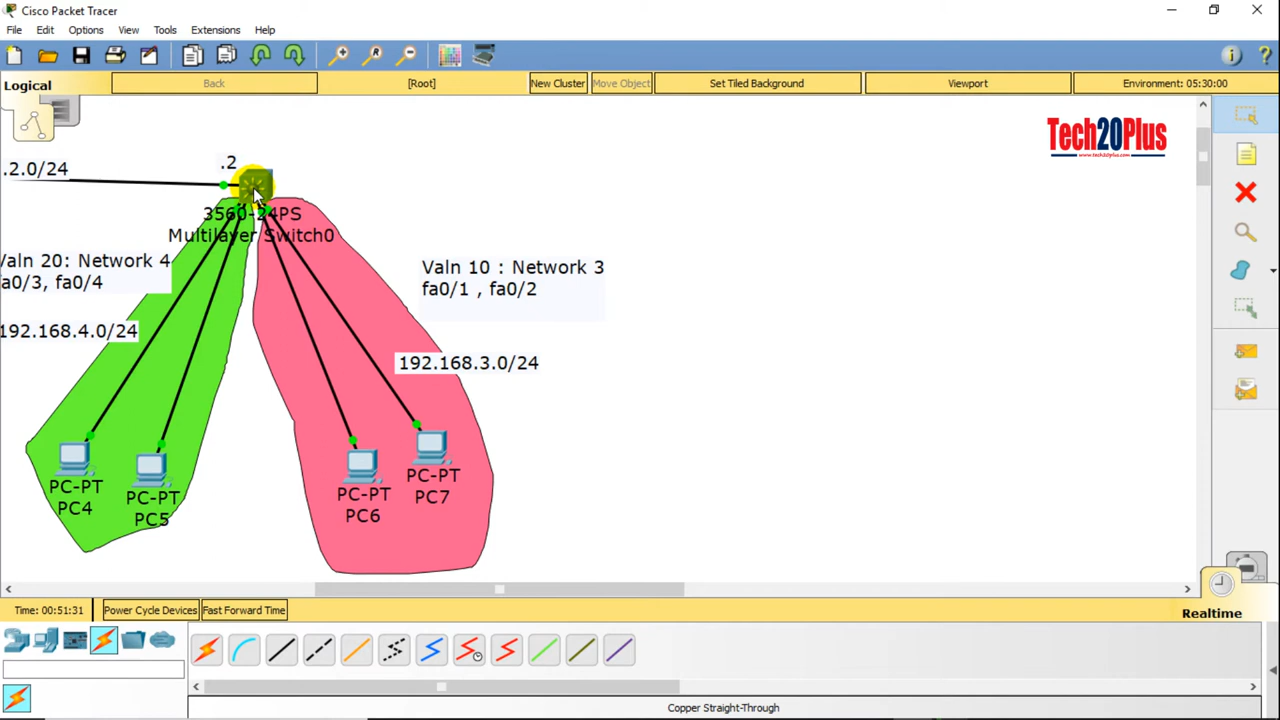 Cisco Packet Tracer
File Edit Options View Tools Extensions Help
Logical Back [Root] New Cluster Move Object Set Tiled Background Viewport Environment: 05:30:00
Tech20Plus
.2.0/24
.2
3560-24PS
Multilayer Switch0
Valn 20: Network 4
fa0/3, fa0/4
Valn 10 : Network 3
fa0/1 , fa0/2
192.168.4.0/24
192.168.3.0/24
PC-PT
PC4
PC-PT
PC5
PC-PT
PC6
PC-PT
PC7
Time: 00:51:31 Power Cycle Devices Fast Forward Time
Realtime
Copper Straight-Through